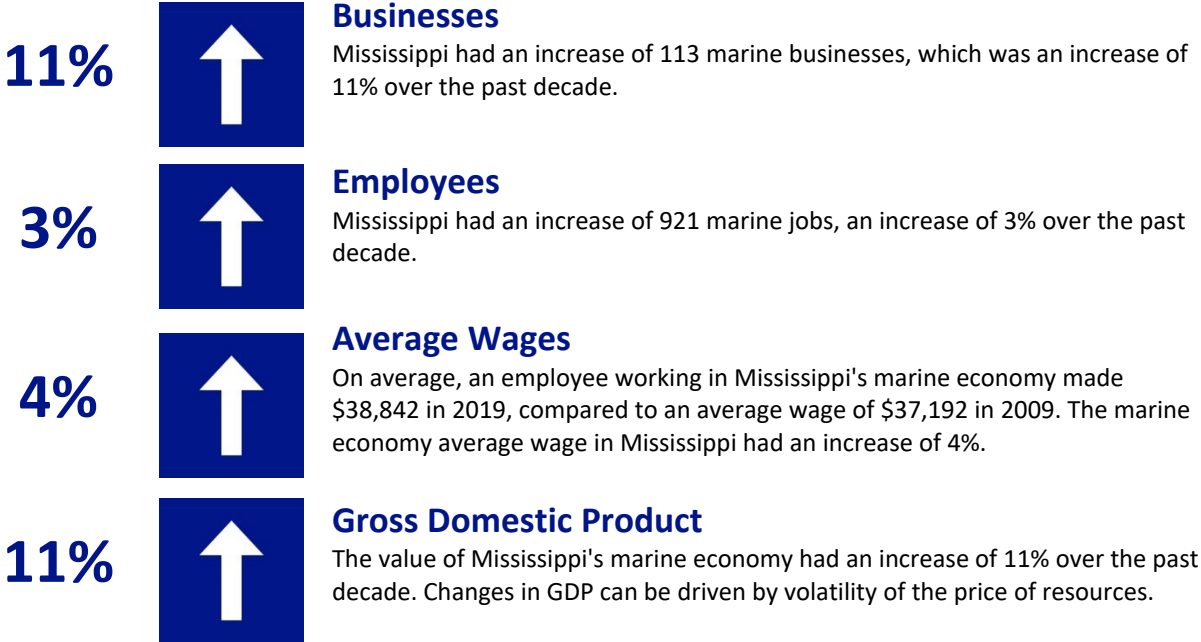 11%
Businesses
Mississippi had an increase of 113 marine businesses, which was an increase of
11% over the past decade.
3%
Employees
Mississippi had an increase of 921 marine jobs, an increase of 3% over the past
decade.
4%
Average Wages
On average, an employee working in Mississippi's marine economy made
$38,842 in 2019, compared to an average wage of $37,192 in 2009. The marine
economy average wage in Mississippi had an increase of 4%.
11%
Gross Domestic Product
The value of Mississippi's marine economy had an increase of 11% over the past
decade. Changes in GDP can be driven by volatility of the price of resources.